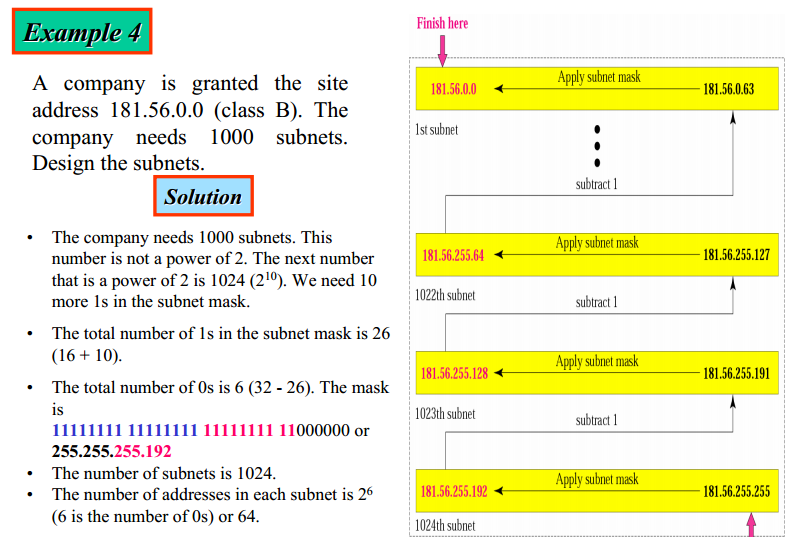 Example 4
A company is granted the site
address 181.56.0.0 (class B). The
company needs 1000 subnets.
Design the subnets.
Solution
• The company needs 1000 subnets. This
number is not a power of 2. The next number
that is a power of 2 is 1024 (2¹⁰). We need 10
more 1s in the subnet mask.
• The total number of 1s in the subnet mask is 26
(16 + 10).
• The total number of 0s is 6 (32 - 26). The mask
is
11111111 11111111 11111111 11000000 or
255.255.255.192
• The number of subnets is 1024.
• The number of addresses in each subnet is 2⁶
(6 is the number of 0s) or 64.
Finish here
181.56.0.0 Apply subnet mask 181.56.0.63
1st subnet
subtract 1
181.56.255.64 Apply subnet mask 181.56.255.127
1022th subnet
subtract 1
181.56.255.128 Apply subnet mask 181.56.255.191
1023th subnet
subtract 1
181.56.255.192 Apply subnet mask 181.56.255.255
1024th subnet